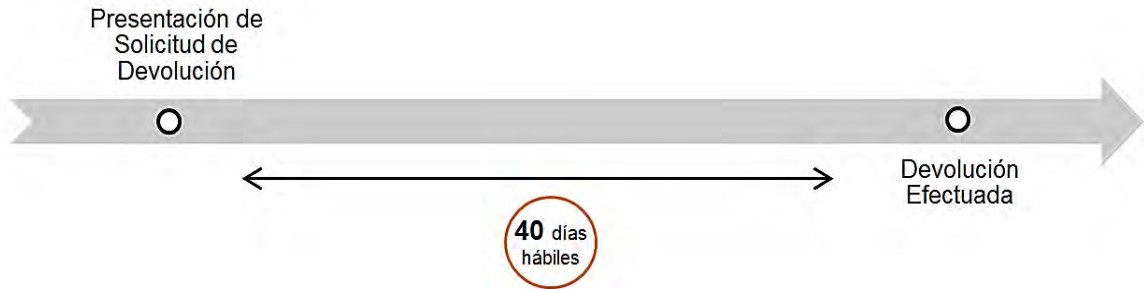 Presentación de
Solicitud de
Devolución
Devolución
Efectuada
40 días
hábiles